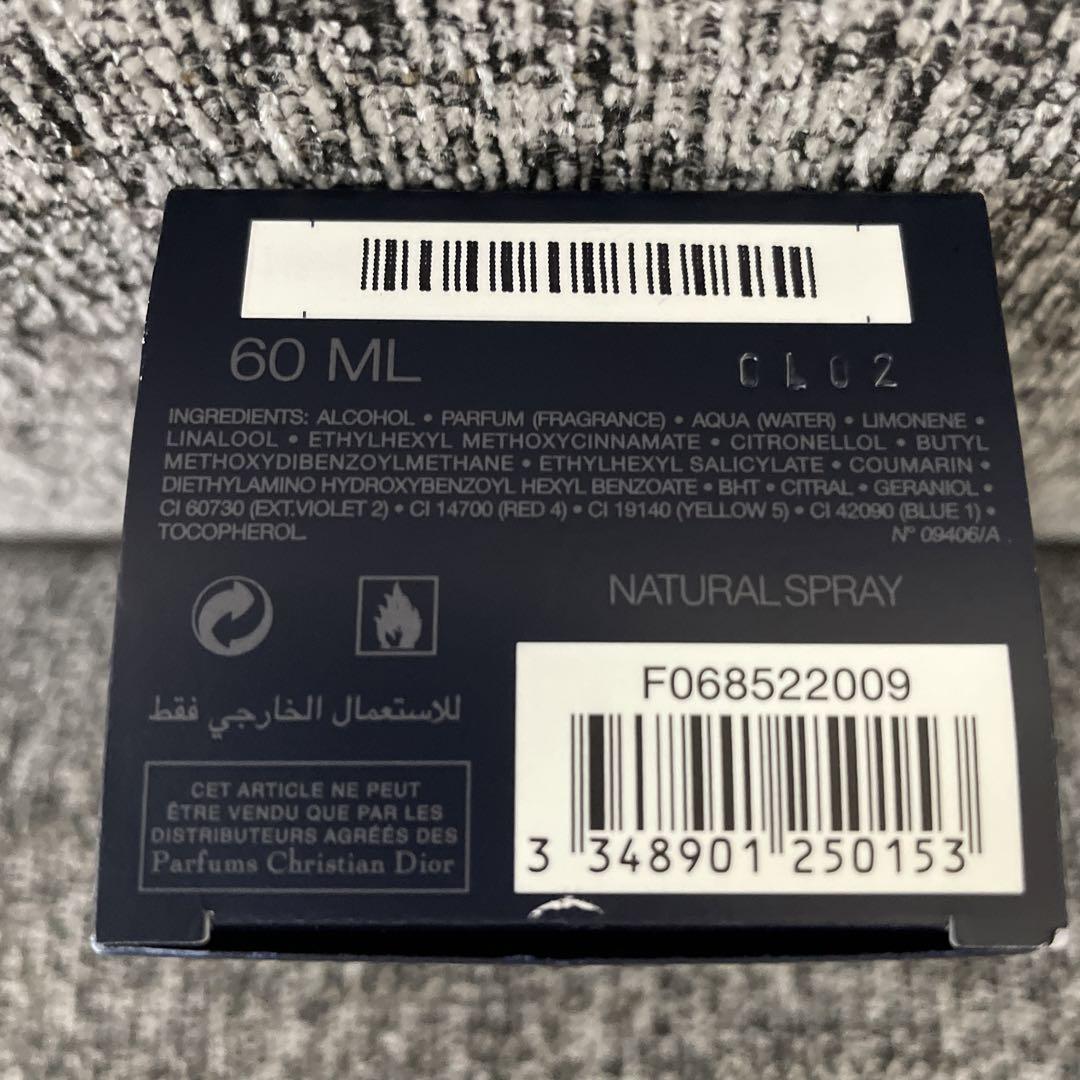 60 ML
0L02
INGREDIENTS: ALCOHOL • PARFUM (FRAGRANCE) • AQUA (WATER) • LIMONENE •
LINALOOL • ETHYLHEXYL METHOXYCINNAMATE • CITRONELLOL • BUTYL
METHOXYDIBENZOYLMETHANE • ETHYLHEXYL SALICYLATE • COUMARIN •
DIETHYLAMINO HYDROXYBENZOYL HEXYL BENZOATE • BHT • CITRAL • GERANIOL •
CI 60730 (EXT.VIOLET 2) • CI 14700 (RED 4) • CI 19140 (YELLOW 5) • CI 42090 (BLUE 1) •
TOCOPHEROL.
N° 09406/A
NATURAL SPRAY
F068522009
3 348901 250153
للاستعمال الخارجي فقط
CET ARTICLE NE PEUT
ÊTRE VENDU QUE PAR LES
DISTRIBUTEURS AGRÉÉS DES
Parfums Christian Dior